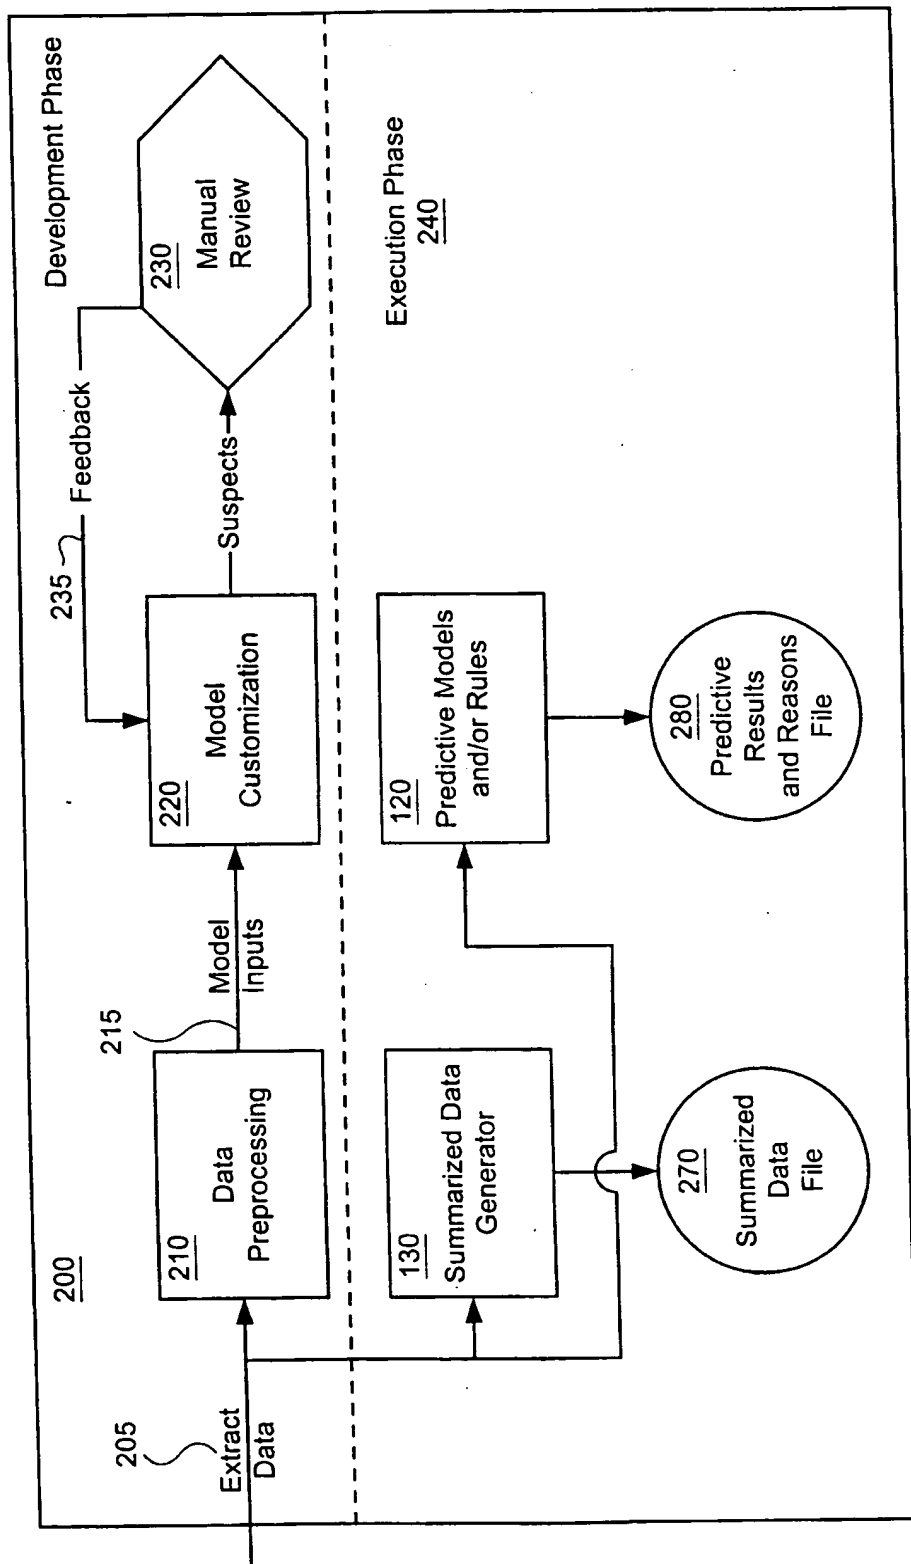 200
Development Phase
205
Extract
Data
210
Data
Preprocessing
215
Model
Inputs
220
Model
Customization
Suspects
235
Feedback
230
Manual
Review
Execution Phase
240
130
Summarized Data
Generator
120
Predictive Models
and/or Rules
270
Summarized
Data
File
280
Predictive
Results
and Reasons
File